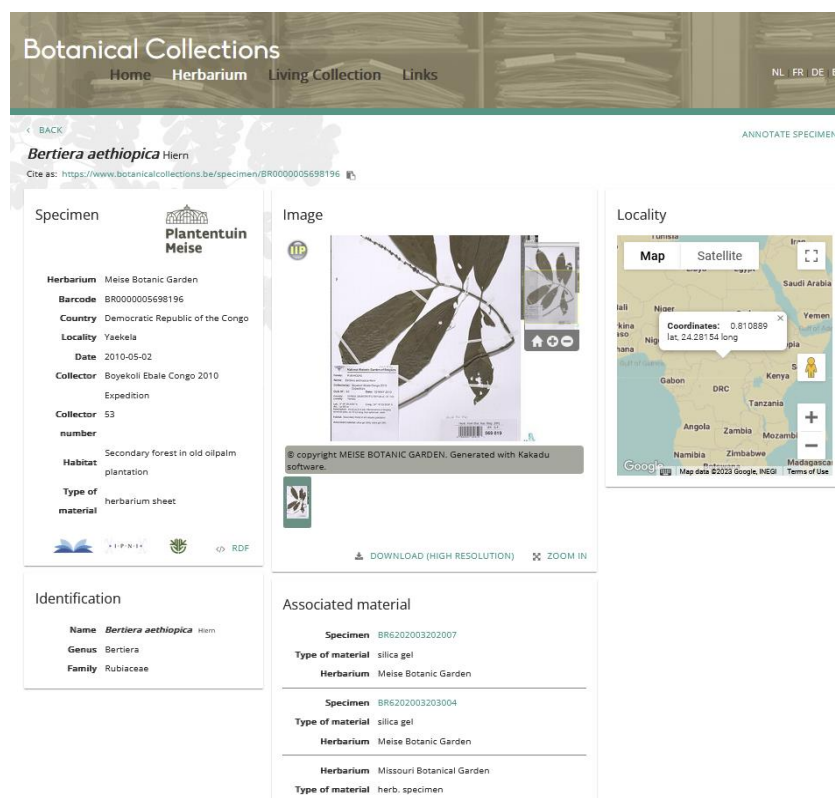 Botanical Collections
Home Herbarium Living Collection Links
NL FR DE
BACK
ANNOTATE SPECIMEN
Bertiera aethiopica Hiern
Cite as: https://www.botanicalcollections.be/specimen/BR0000005698196
Specimen
Plantentuin
Meise
Herbarium Meise Botanic Garden
Barcode BR0000005698196
Country Democratic Republic of the Congo
Locality Yaekela
Date 2010-05-02
Collector Boyekoli Ebale Congo 2010
Expedition
Collector 53
number
Habitat Secondary forest in old oilpalm
plantation
Type of
material herbarium sheet
IPNI
RDF
Identification
Name Bertiera aethiopica Hiern
Genus Bertiera
Family Rubiaceae
Image
IIP
© copyright MEISE BOTANIC GARDEN. Generated with Kakadu
software.
DOWNLOAD (HIGH RESOLUTION) ZOOM IN
Associated material
Specimen BR6202003202007
Type of material silica gel
Herbarium Meise Botanic Garden
Specimen BR6202003203004
Type of material silica gel
Herbarium Meise Botanic Garden
Herbarium Missouri Botanical Garden
Type of material herb. specimen
Locality
Map Satellite
Saudi Arabia
Niger
Yemen
Coordinates: 0.810889
lat, 24.28154 long
Gabon
Kenya
DRC
Tanzania
Angola
Zambia
Mozambi
Namibia
Zimbabwe
Madagascar
Google
Map data ©2023 Google, INEGI Terms of Use